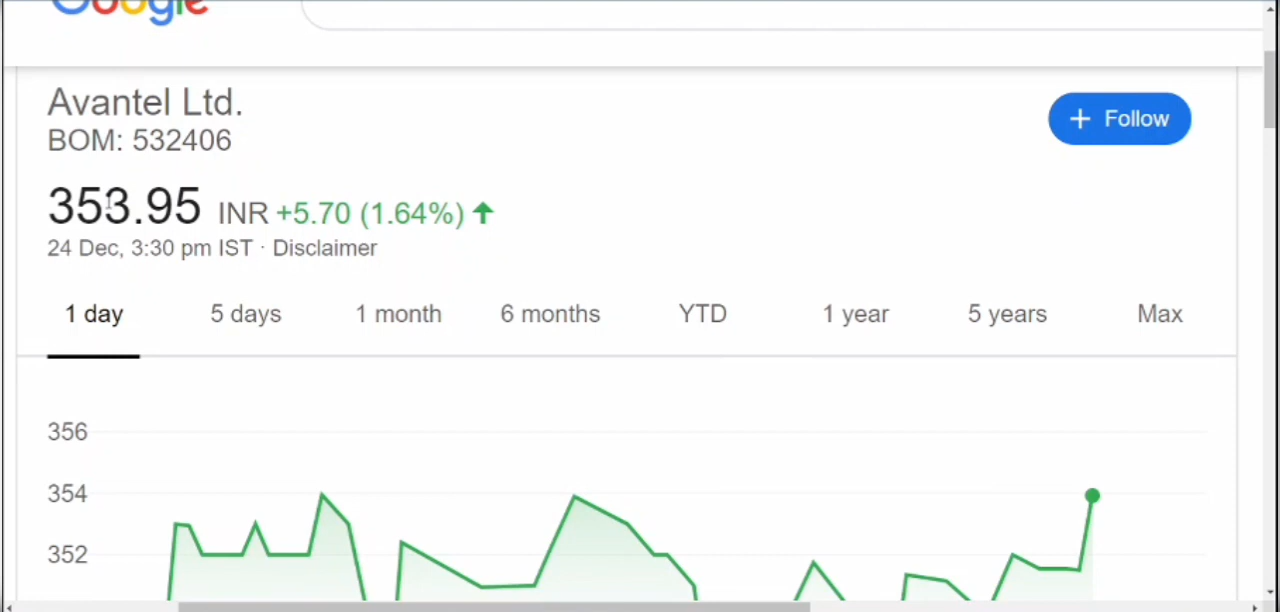 Google
Avantel Ltd.
BOM: 532406
+ Follow
353.95 INR +5.70 (1.64%)
24 Dec, 3:30 pm IST · Disclaimer
1 day 5 days 1 month 6 months YTD 1 year 5 years Max
356
354
352